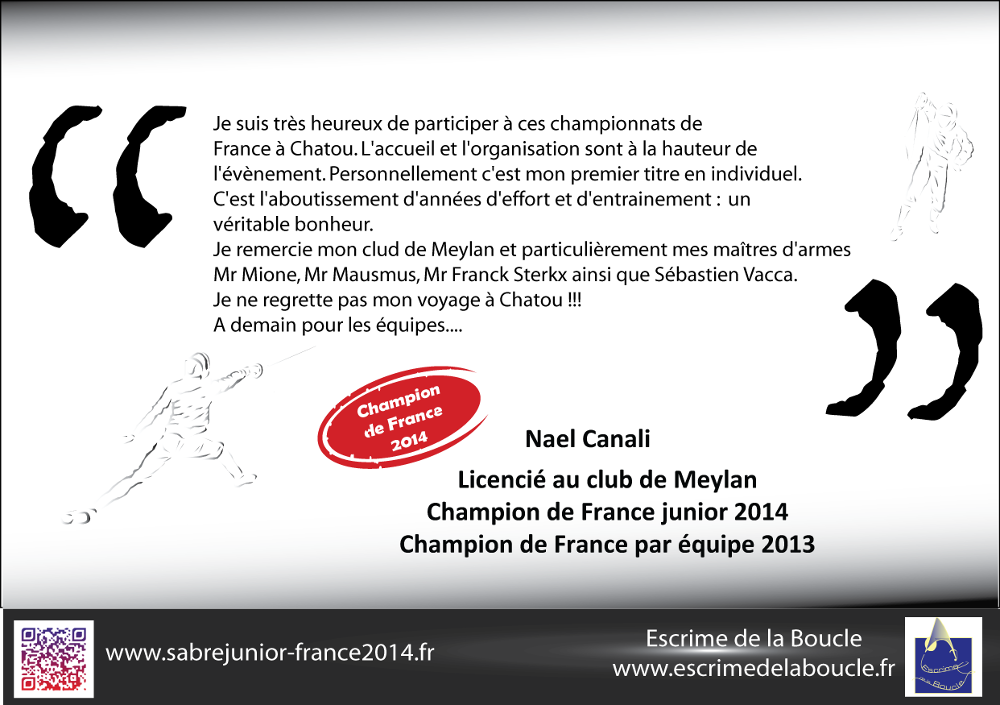 Je suis très heureux de participer à ces championnats de
France à Chatou. L'accueil et l'organisation sont à la hauteur de
l'évènement. Personnellement c'est mon premier titre en individuel.
C'est l'aboutissement d'années d'effort et d'entrainement : un
véritable bonheur.
Je remercie mon clud de Meylan et particulièrement mes maîtres d'armes
Mr Mione, Mr Mausmus, Mr Franck Sterkx ainsi que Sébastien Vacca.
Je ne regrette pas mon voyage à Chatou !!!
A demain pour les équipes....
Champion
de France
2014
Nael Canali
Licencié au club de Meylan
Champion de France junior 2014
Champion de France par équipe 2013
www.sabrejunior-france2014.fr
Escrime de la Boucle
www.escrimedelaboucle.fr
Escrime
de la
Boucle